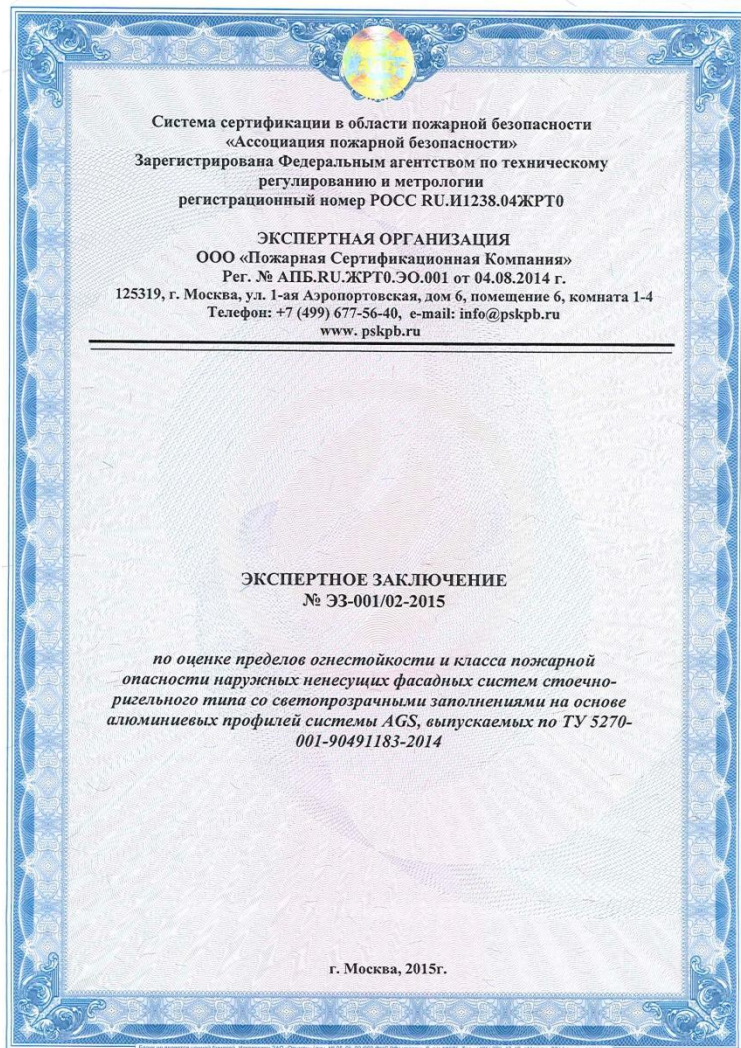 Система сертификации в области пожарной безопасности
«Ассоциация пожарной безопасности»
Зарегистрирована Федеральным агентством по техническому
регулированию и метрологии
регистрационный номер РОСС RU.И1238.04ЖРТ0
ЭКСПЕРТНАЯ ОРГАНИЗАЦИЯ
ООО «Пожарная Сертификационная Компания»
Рег. № АПБ.RU.ЖРТ0.ЭО.001 от 04.08.2014 г.
125319, г. Москва, ул. 1-ая Аэропортовская, дом 6, помещение 6, комната 1-4
Телефон: +7 (499) 677-56-40, e-mail: info@pskpb.ru
www. pskpb.ru
ЭКСПЕРТНОЕ ЗАКЛЮЧЕНИЕ
№ ЭЗ-001/02-2015
по оценке пределов огнестойкости и класса пожарной
опасности наружных ненесущих фасадных систем стоечно-
ригельного типа со светопрозрачными заполнениями на основе
алюминиевых профилей системы AGS, выпускаемых по ТУ 5270-
001-90491183-2014
г. Москва, 2015г.